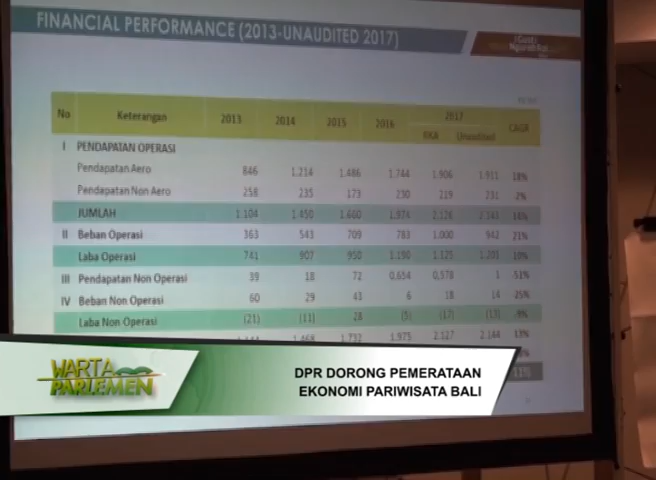 FINANCIAL PERFORMANCE (2013-UNAUDITED 2017)
Ngurah Rai
No Keterangan 2013 2014 2015 2016 2017 CAGR
RKA Unaudited
I PENDAPATAN OPERASI
Pendapatan Aero 846 1.214 1.486 1.744 1.906 1.911 18%
Pendapatan Non Aero 258 235 173 230 219 231 -2%
JUMLAH 1.104 1.450 1.660 1.974 2.126 2.143 14%
II Beban Operasi 363 543 709 783 1.000 942 21%
Laba Operasi 741 907 950 1.190 1.125 1.201 10%
III Pendapatan Non Operasi 39 18 72 0,654 0,578 1 -51%
IV Beban Non Operasi 60 29 43 6 18 14 -25%
Laba Non Operasi (21) (11) 28 (5) (17) (13) -9%
1.468 1.732 1.975 2.127 2.144 13%
WARTA PARLEMEN
DPR DORONG PEMERATAAN
EKONOMI PARIWISATA BALI